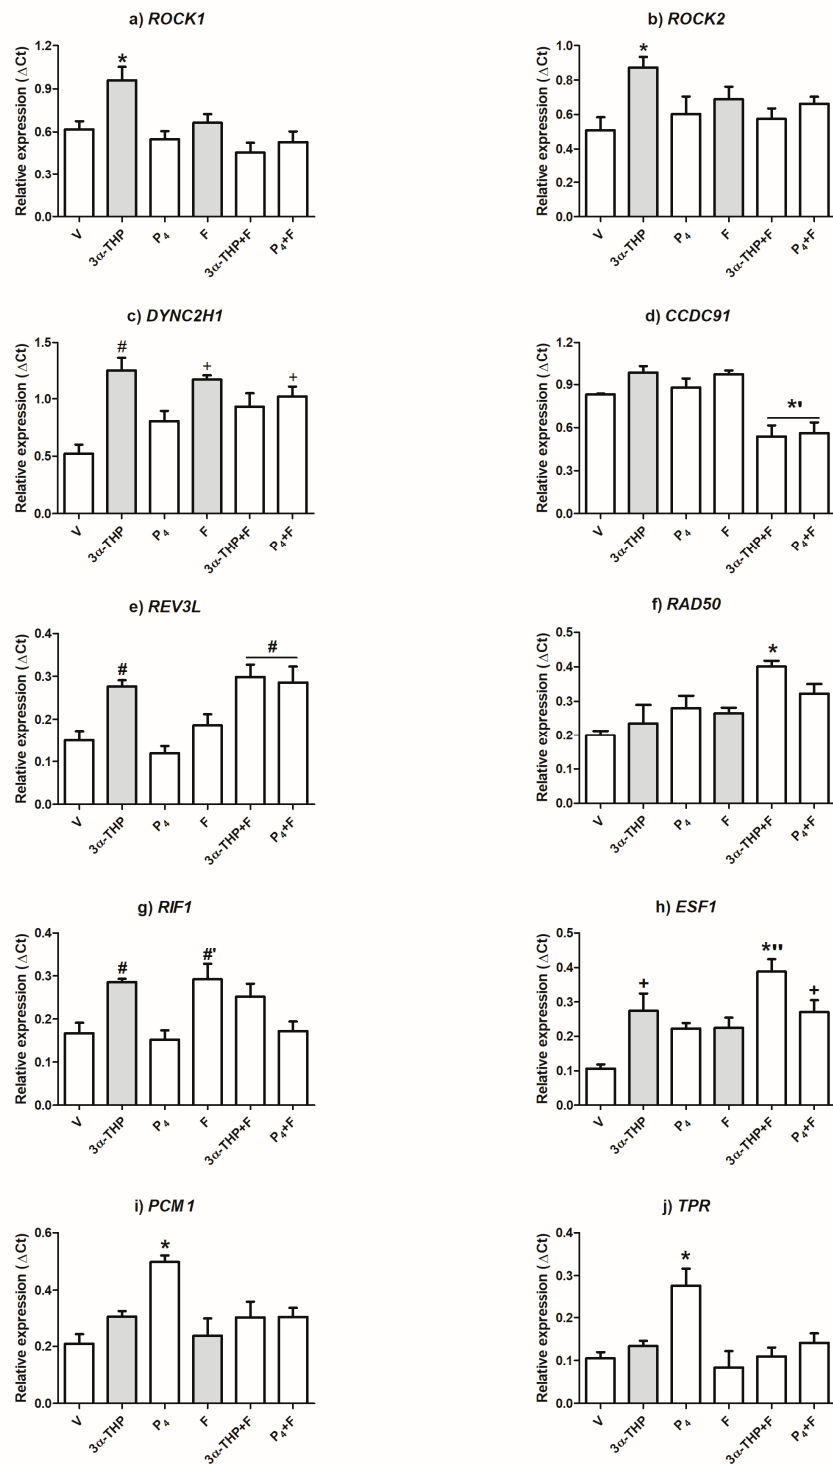 a) ROCK1
Relative expression (ΔCt)
1.2
0.9
0.6
0.3
0.0
*
V
3α-THP
P4
F
3α-THP+F
P4+F
b) ROCK2
Relative expression (ΔCt)
1.0
0.8
0.6
0.4
0.2
0.0
*
V
3α-THP
P4
F
3α-THP+F
P4+F
c) DYNC2H1
Relative expression (ΔCt)
1.5
1.0
0.5
0.0
#
+
+
V
3α-THP
P4
F
3α-THP+F
P4+F
d) CCDC91
Relative expression (ΔCt)
1.2
0.9
0.6
0.3
0.0
*'
V
3α-THP
P4
F
3α-THP+F
P4+F
e) REV3L
Relative expression (ΔCt)
0.4
0.3
0.2
0.1
0.0
#
#
V
3α-THP
P4
F
3α-THP+F
P4+F
f) RAD50
Relative expression (ΔCt)
0.5
0.4
0.3
0.2
0.1
0.0
*
V
3α-THP
P4
F
3α-THP+F
P4+F
g) RIF1
Relative expression (ΔCt)
0.4
0.3
0.2
0.1
0.0
#
#'
V
3α-THP
P4
F
3α-THP+F
P4+F
h) ESF1
Relative expression (ΔCt)
0.5
0.4
0.3
0.2
0.1
0.0
+
*''
+
V
3α-THP
P4
F
3α-THP+F
P4+F
i) PCM1
Relative expression (ΔCt)
0.6
0.4
0.2
0.0
*
V
3α-THP
P4
F
3α-THP+F
P4+F
j) TPR
Relative expression (ΔCt)
0.4
0.3
0.2
0.1
0.0
*
V
3α-THP
P4
F
3α-THP+F
P4+F